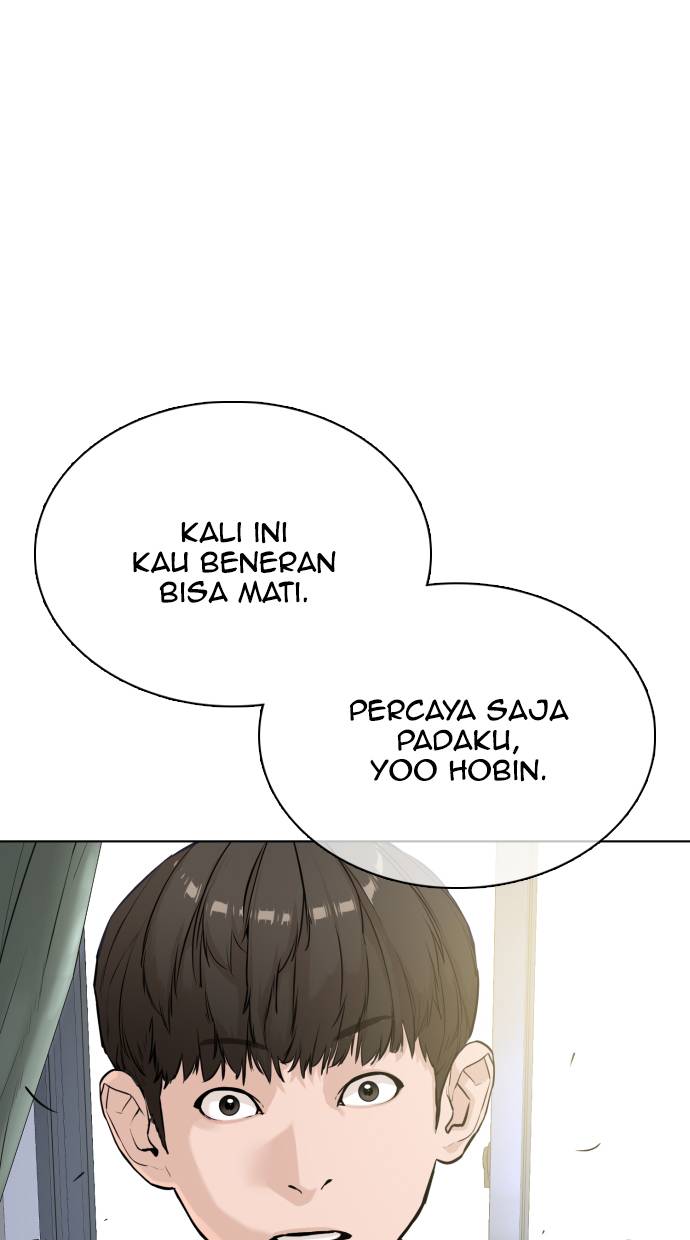 KALI INI
KAU BENERAN
BISA MATI.
PERCAYA SAJA
PADAKU,
YOO HOBIN.